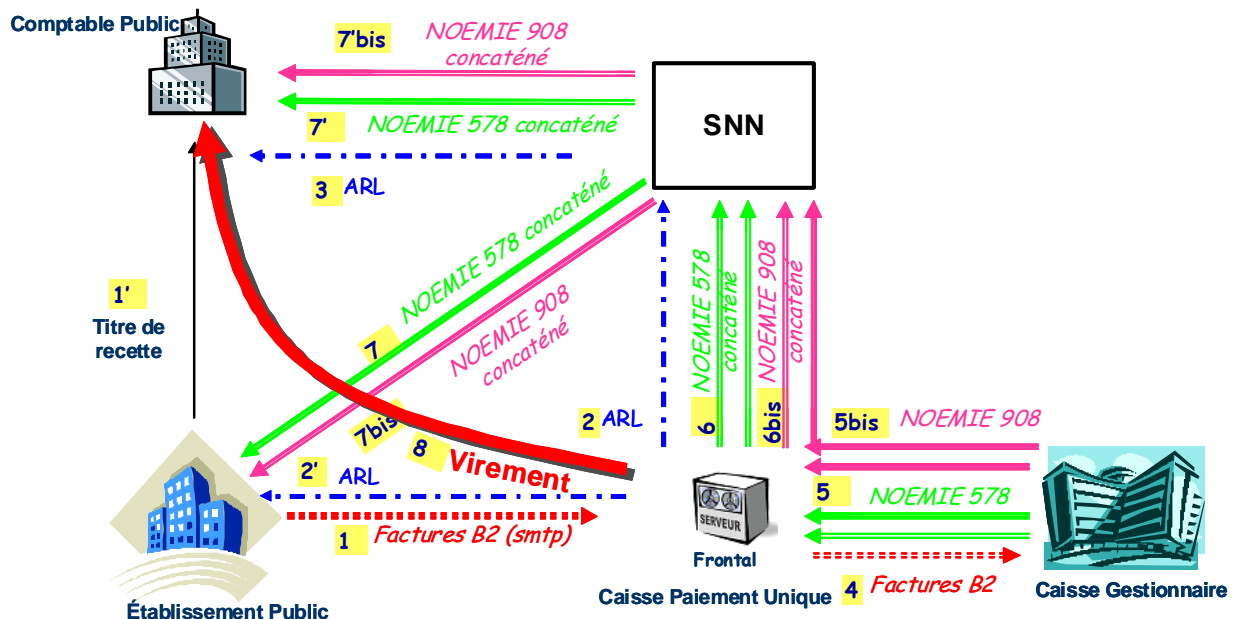 Comptable Public
7'bis
NOEMIE 908
concaténé
7'
NOEMIE 578 concaténé
3 ARL
SNN
1'
Titre de
recette
7
NOEMIE 578 concaténé
NOEMIE 908
concaténé
7bis
8
Virement
2 ARL
2' ARL
1
Factures B2 (smtp)
Établissement Public
6
NOEMIE 578
concaténé
6bis
NOEMIE 908
concaténé
5bis
NOEMIE 908
5
NOEMIE 578
SERVEUR
Frontal
Caisse Paiement Unique
4
Factures B2
Caisse Gestionnaire